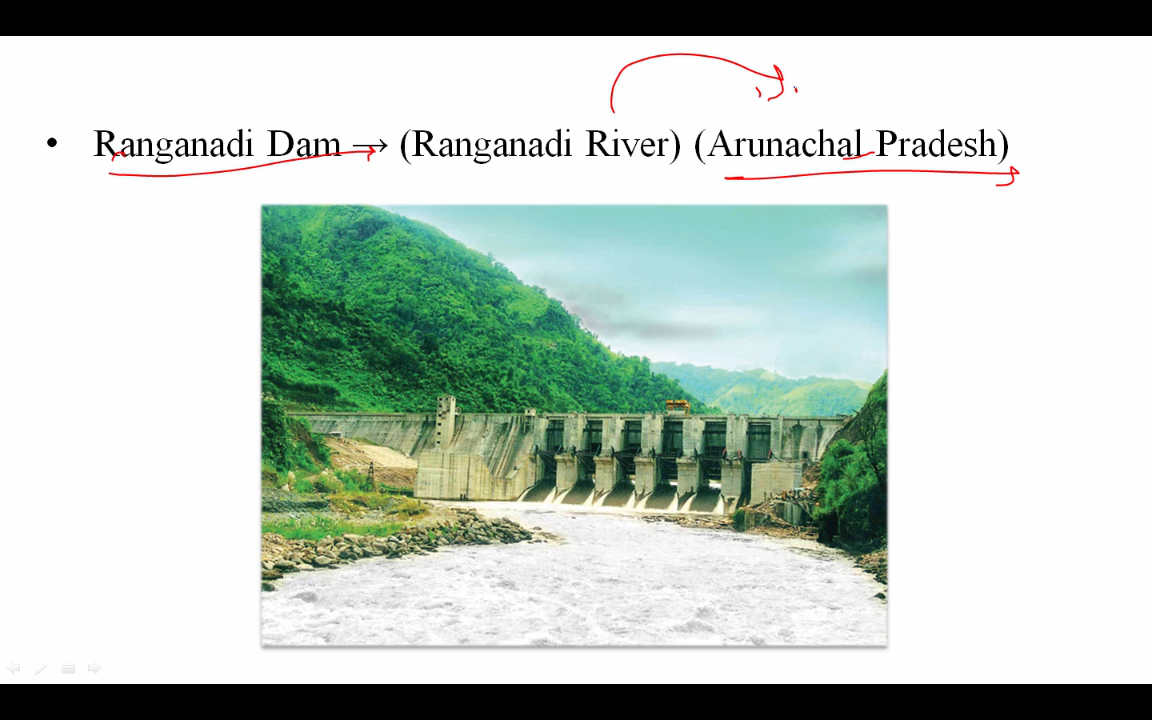 • Ranganadi Dam → (Ranganadi River) (Arunachal Pradesh)